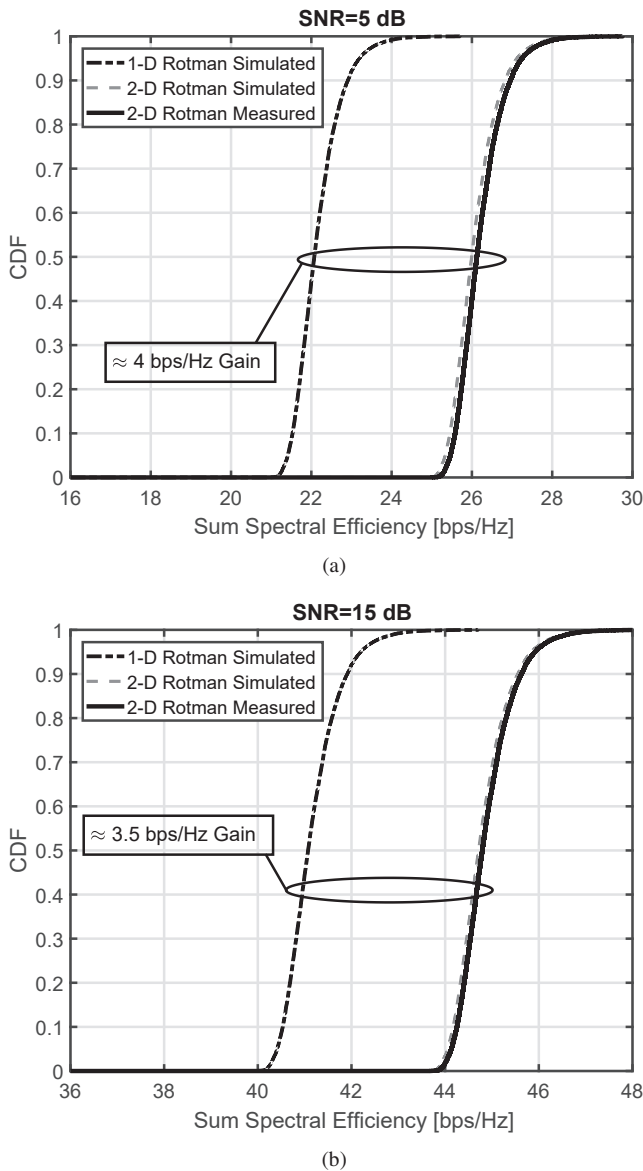 SNR=5 dB
1
0.9
0.8
0.7
0.6
0.5
0.4
0.3
0.2
0.1
0
CDF
1-D Rotman Simulated
2-D Rotman Simulated
2-D Rotman Measured
≈ 4 bps/Hz Gain
16 18 20 22 24 26 28 30
Sum Spectral Efficiency [bps/Hz]
(a)
SNR=15 dB
1
0.9
0.8
0.7
0.6
0.5
0.4
0.3
0.2
0.1
0
CDF
1-D Rotman Simulated
2-D Rotman Simulated
2-D Rotman Measured
≈ 3.5 bps/Hz Gain
36 38 40 42 44 46 48
Sum Spectral Efficiency [bps/Hz]
(b)